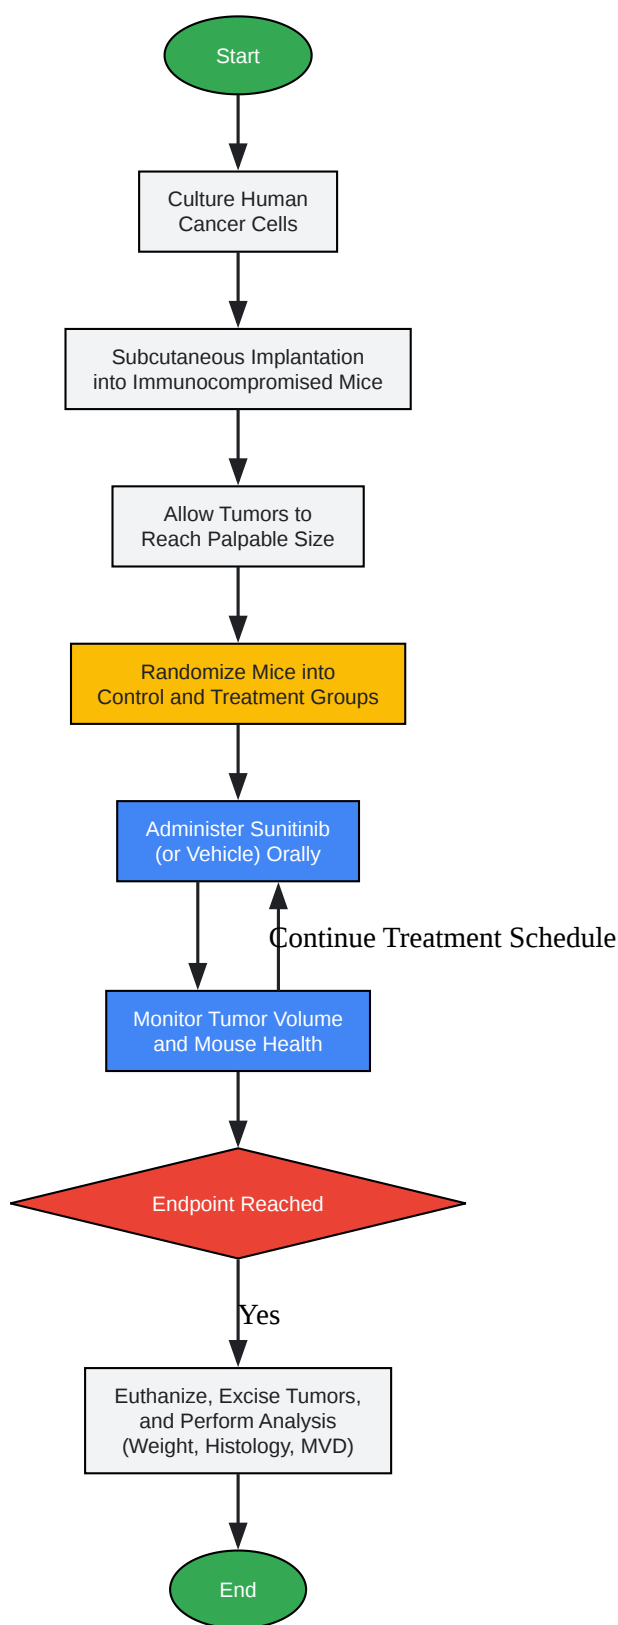 Start
Culture Human
Cancer Cells
Subcutaneous Implantation
into Immunocompromised Mice
Allow Tumors to
Reach Palpable Size
Randomize Mice into
Control and Treatment Groups
Administer Sunitinib
(or Vehicle) Orally
Continue Treatment Schedule
Monitor Tumor Volume
and Mouse Health
Endpoint Reached
Yes
Euthanize, Excise Tumors,
and Perform Analysis
(Weight, Histology, MVD)
End